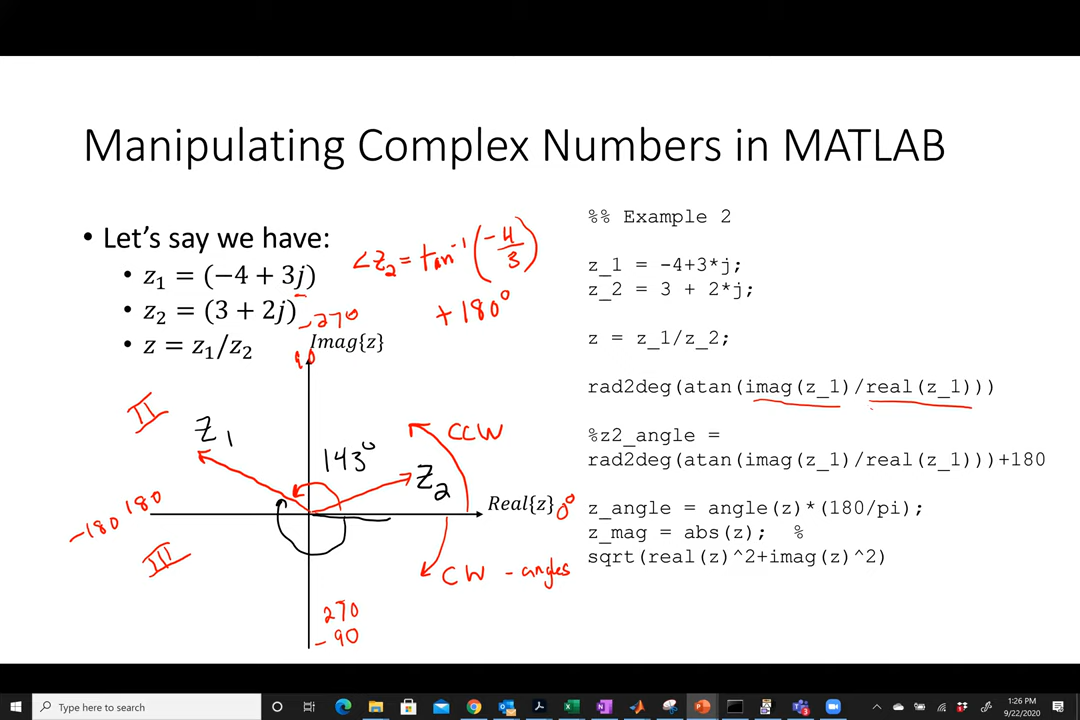 Manipulating Complex Numbers in MATLAB
• Let’s say we have:
• z₁ = (−4 + 3j)
• z₂ = (3 + 2j)
• z = z₁/z₂
∠Z₂ = tan⁻¹(-4/3)
+180°
-270
90
Imag{z}
II
Z₁
143°
CCW
Z₂
Real{z} 0°
-180 180
III
CW - angles
270
-90
%% Example 2
z_1 = -4+3*j;
z_2 = 3 + 2*j;
z = z_1/z_2;
rad2deg(atan(imag(z_1)/real(z_1)))
%z2_angle =
rad2deg(atan(imag(z_1)/real(z_1)))+180
z_angle = angle(z)*(180/pi);
z_mag = abs(z); %
sqrt(real(z)^2+imag(z)^2)
Type here to search
1:26 PM
9/22/2020